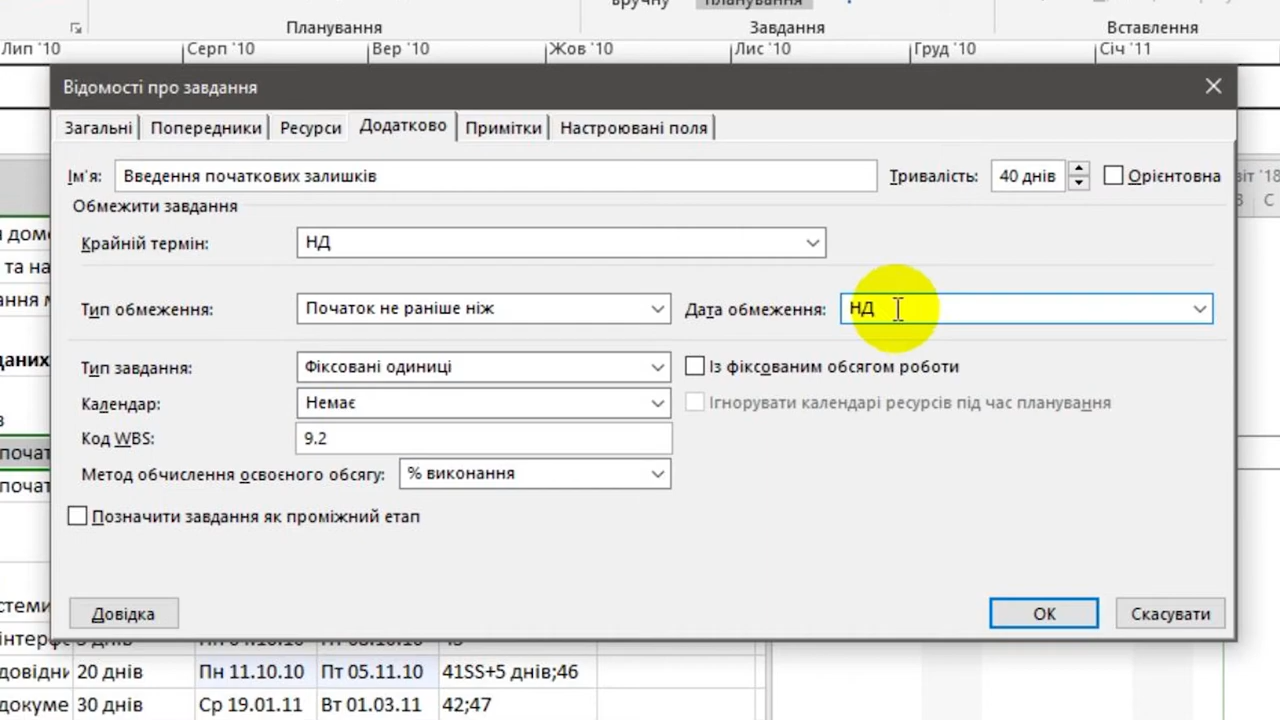 вручну
Планування
Планування Завдання Вставлення
Лип '10 Серп '10 Вер '10 Жов '10 Лис '10 Груд '10 Січ '11
Відомості про завдання
Загальні Попередники Ресурси Додатково Примітки Настроювані поля
Ім'я: Введення початкових залишків Тривалість: 40 днів Орієнтовна
Обмежити завдання
Крайній термін: НД
Тип обмеження: Початок не раніше ніж Дата обмеження: НД
Тип завдання: Фіксовані одиниці Із фіксованим обсягом роботи
Календар: Немає Ігнорувати календарі ресурсів під час планування
Код WBS: 9.2
Метод обчислення освоєного обсягу: % виконання
Позначити завдання як проміжний етап
Довідка ОК Скасувати
20 днів Пн 11.10.10 Пт 05.11.10 41SS+5 днів;46
30 днів Ср 19.01.11 Вт 01.03.11 42;47